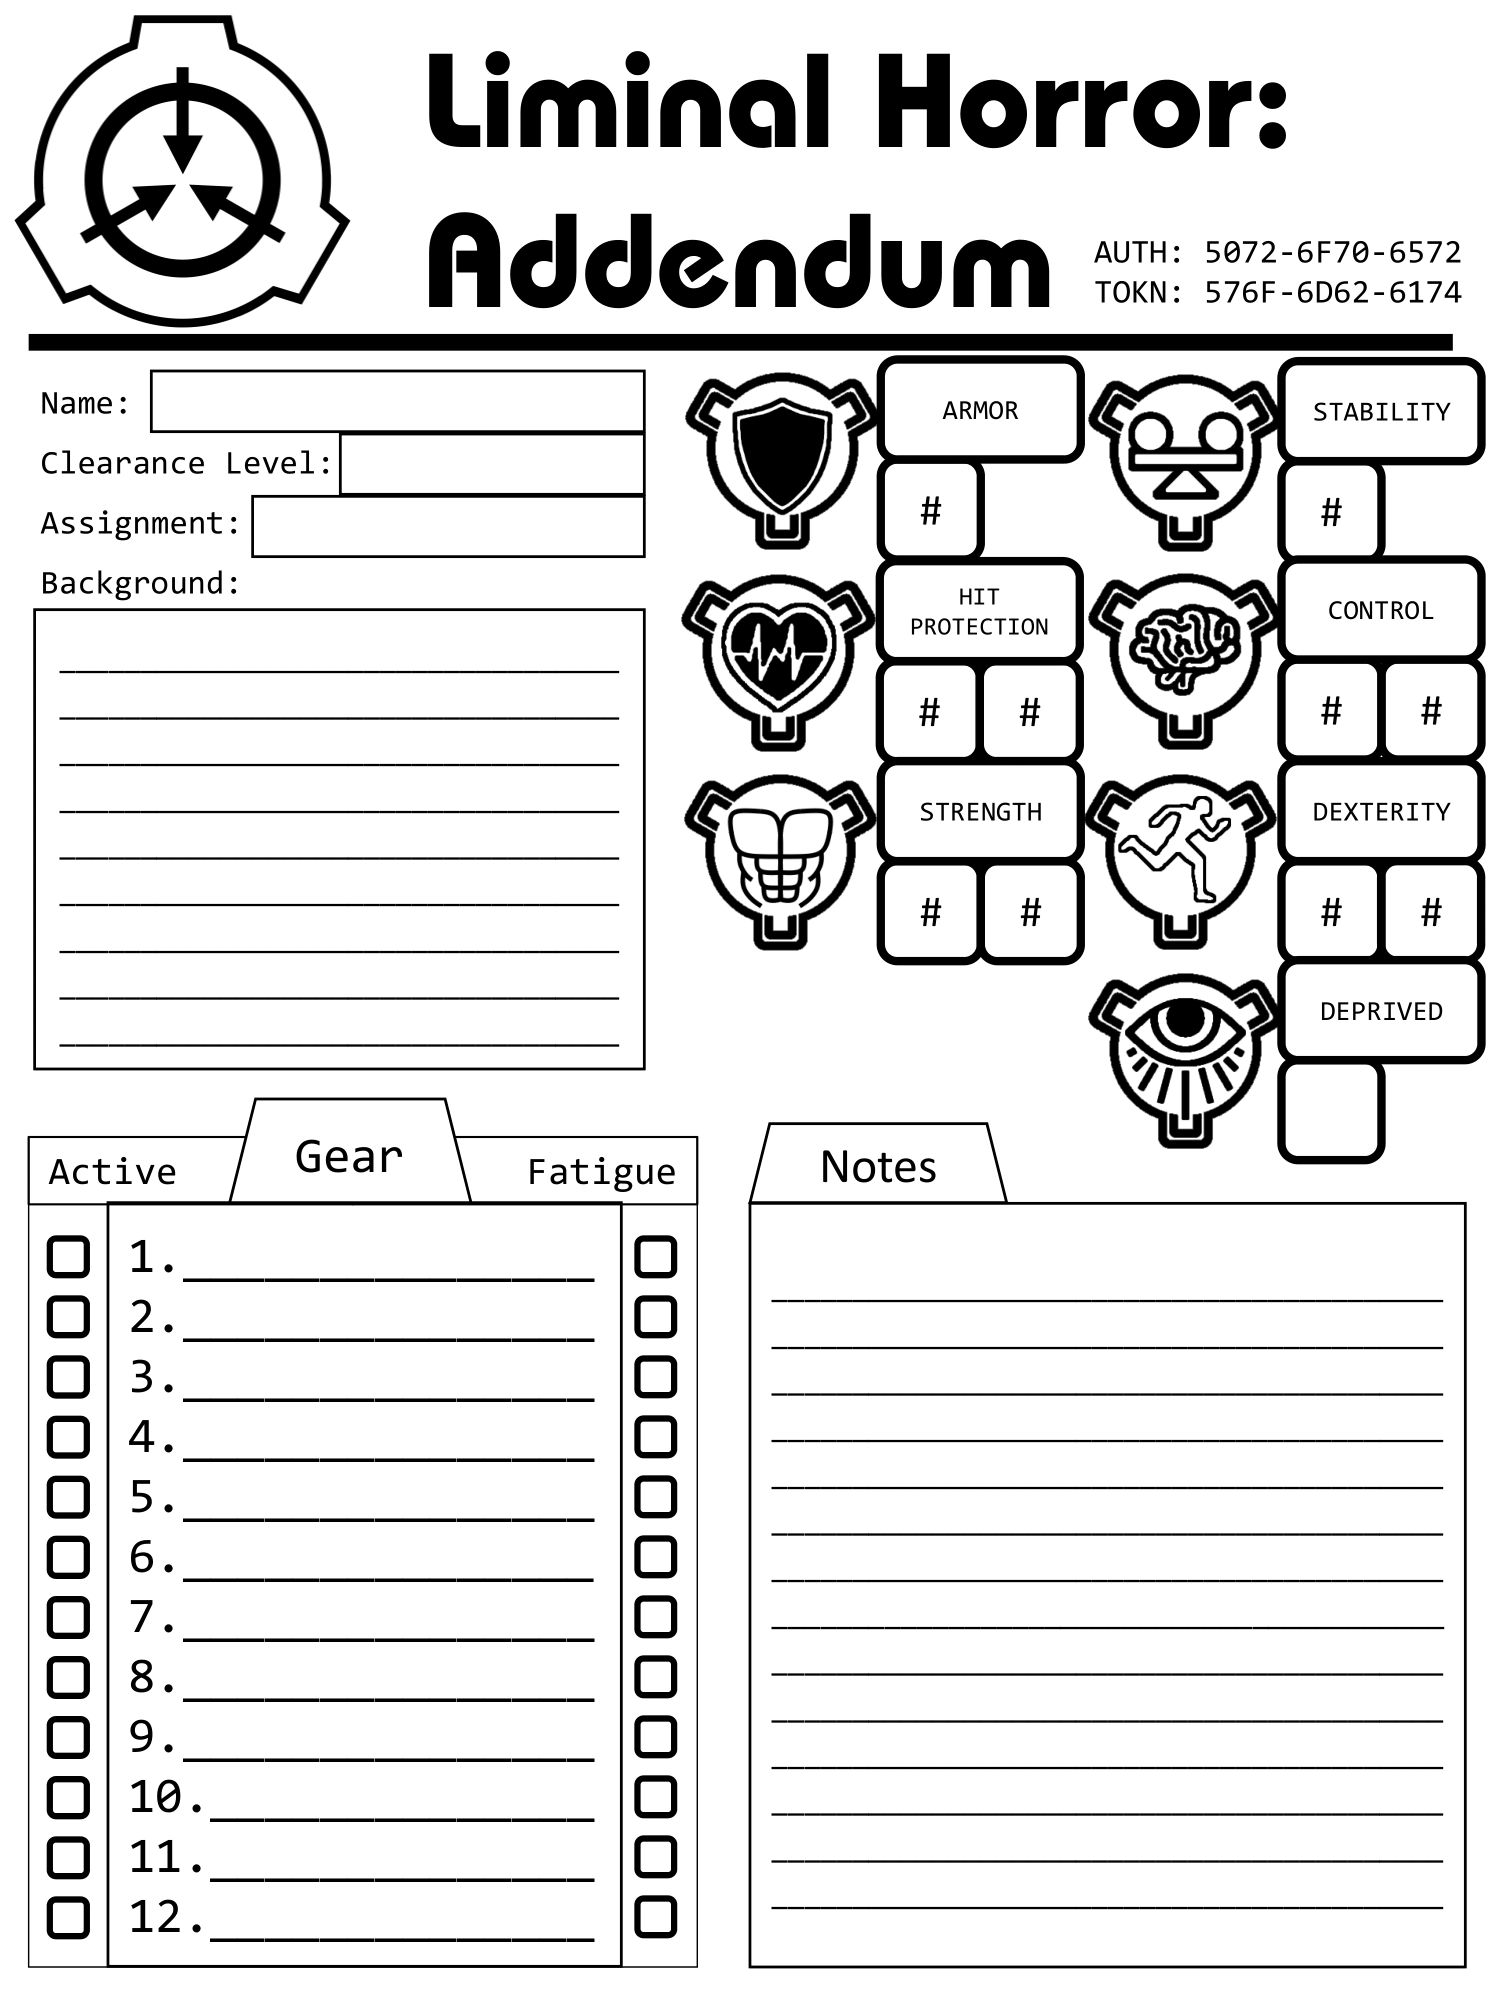 Liminal Horror:
Addendum
AUTH: 5072-6F70-6572
TOKN: 576F-6D62-6174
Name:
Clearance Level:
Assignment:
Background:
ARMOR
#
HIT
PROTECTION
# #
STRENGTH
# #
STABILITY
#
CONTROL
# #
DEXTERITY
# #
DEPRIVED
Active
Gear
Fatigue
1.
2.
3.
4.
5.
6.
7.
8.
9.
10.
11.
12.
Notes